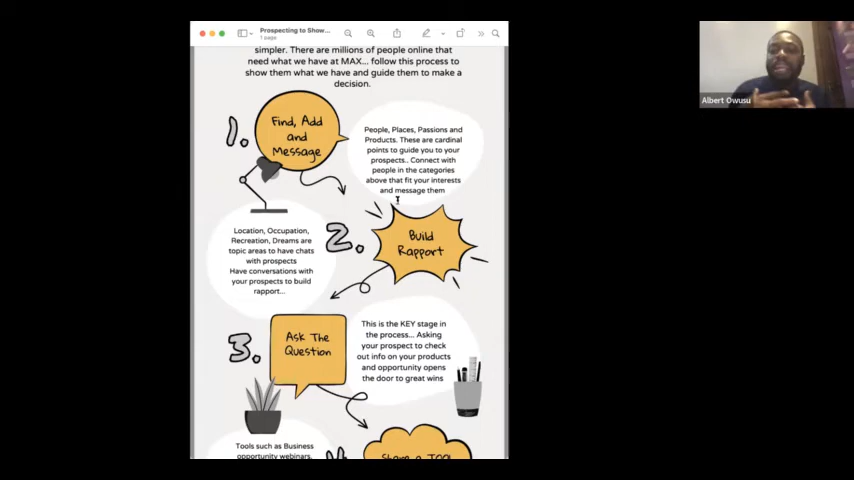 Prospecting to Show...
1 page
simpler. There are millions of people online that
need what we have at MAX... follow this process to
show them what we have and guide them to make a
decision.
1.
Find, Add
and
Message
People, Places, Passions and
Products. These are cardinal
points to guide you to your
prospects.. Connect with
people in the categories
above that fit your interests
and message them
Location, Occupation,
Recreation, Dreams are
topic areas to have chats
with prospects
Have conversations with
your prospects to build
rapport...
2.
Build
Rapport
3.
Ask The
Question
This is the KEY stage in
the process... Asking
your prospect to check
out info on your products
and opportunity opens
the door to great wins
Tools such as Business
opportunity webinars,
Share a TOOL
Albert Owusu